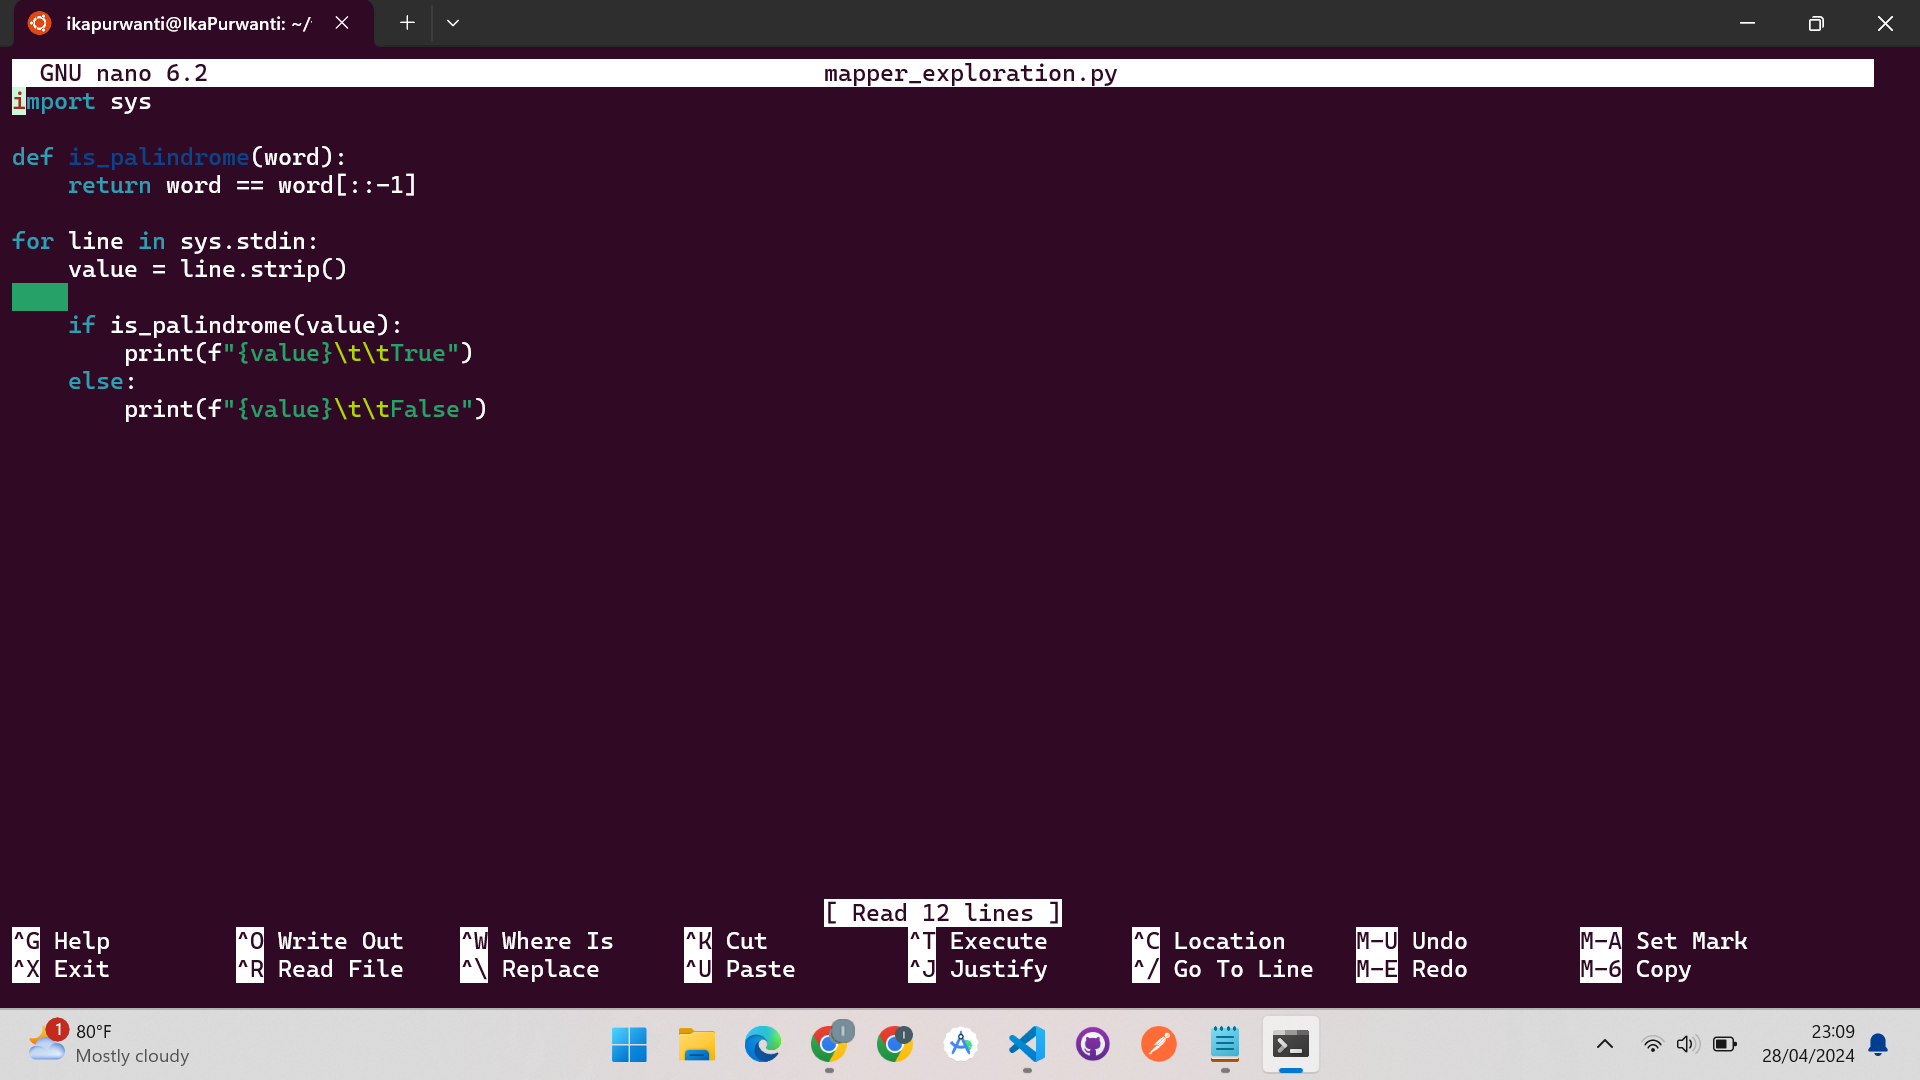 ikapurwanti@IkaPurwanti: ~/
GNU nano 6.2 mapper_exploration.py
import sys

def is_palindrome(word):
    return word == word[::-1]

for line in sys.stdin:
    value = line.strip()

    if is_palindrome(value):
        print(f"{value}\t\tTrue")
    else:
        print(f"{value}\t\tFalse")

[ Read 12 lines ]
^G Help ^O Write Out ^W Where Is ^K Cut ^T Execute ^C Location M-U Undo M-A Set Mark
^X Exit ^R Read File ^\ Replace ^U Paste ^J Justify ^/ Go To Line M-E Redo M-6 Copy
1 80°F 23:09
Mostly cloudy 28/04/2024